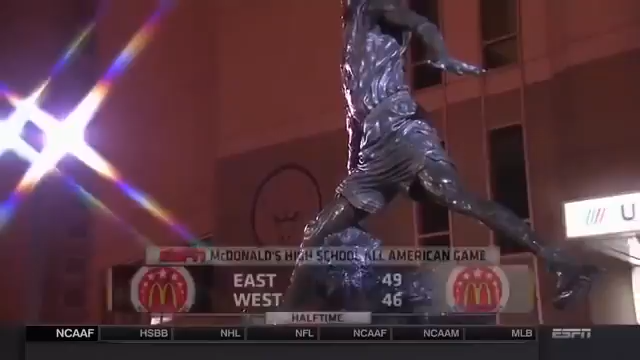 U
ESPN McDONALD'S HIGH SCHOOL ALL AMERICAN GAME
EAST 49
WEST 46
HALFTIME
NCAAF HSBB NHL NFL NCAAF NCAAM MLB ESPN